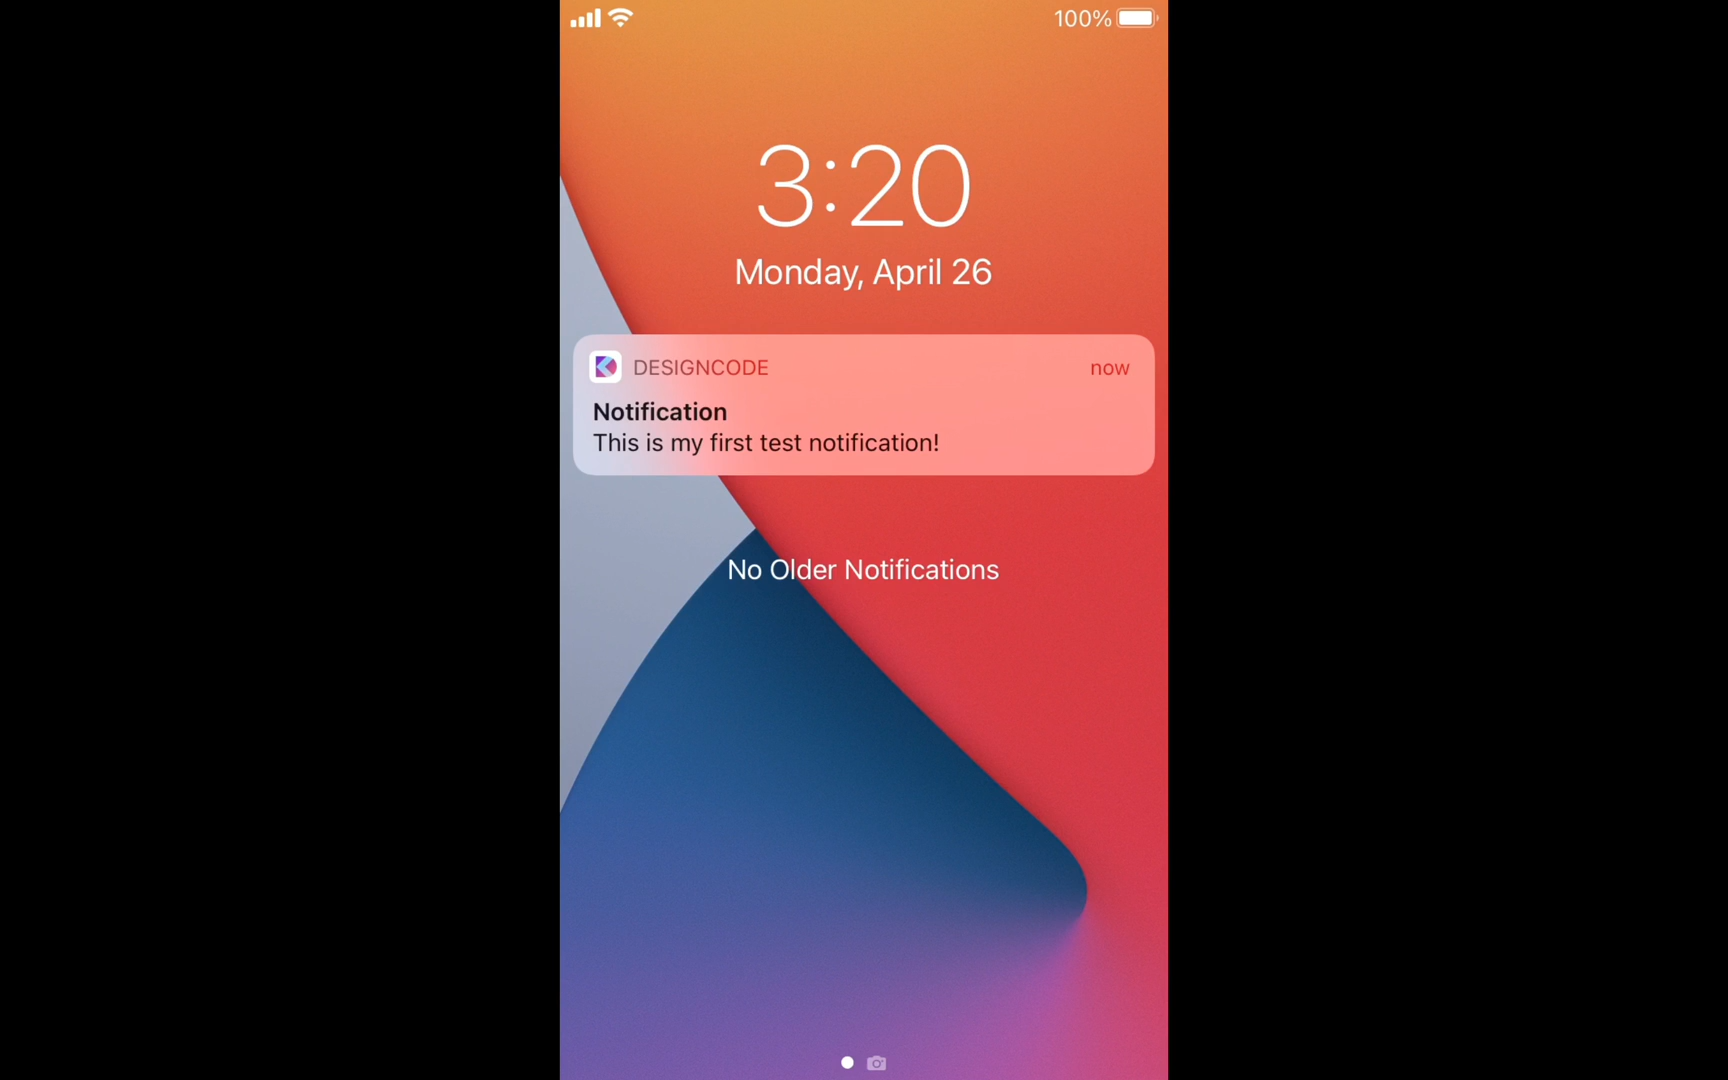 100%
3:20
Monday, April 26
DESIGNCODE now
Notification
This is my first test notification!
No Older Notifications